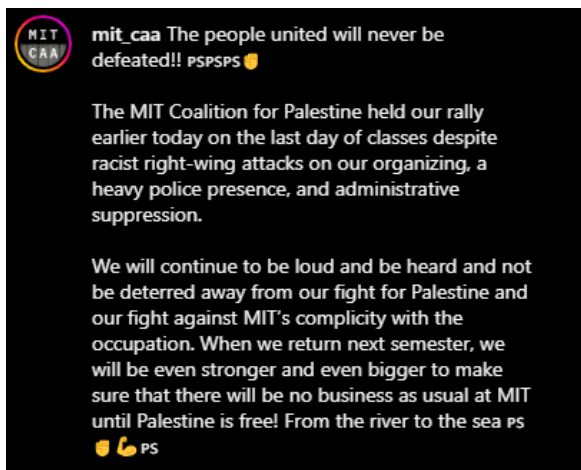 MIT
CAA
mit_caa The people united will never be
defeated!! PSPSPS✊
The MIT Coalition for Palestine held our rally
earlier today on the last day of classes despite
racist right-wing attacks on our organizing, a
heavy police presence, and administrative
suppression.
We will continue to be loud and be heard and not
be deterred away from our fight for Palestine and
our fight against MIT's complicity with the
occupation. When we return next semester, we
will be even stronger and even bigger to make
sure that there will be no business as usual at MIT
until Palestine is free! From the river to the sea PS
✊💪PS